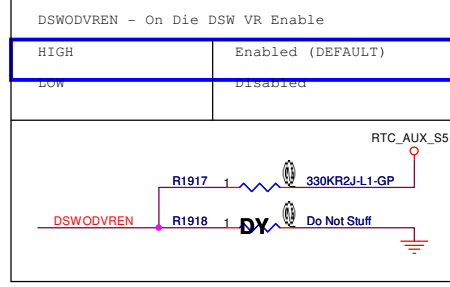 DSWODVREN - On Die DSW VR Enable
HIGH Enabled (DEFAULT)
LOW Disabled
RTC_AUX_S5
R1917 1 330KR2J-L1-GP
DSWODVREN R1918 1 DY Do Not Stuff